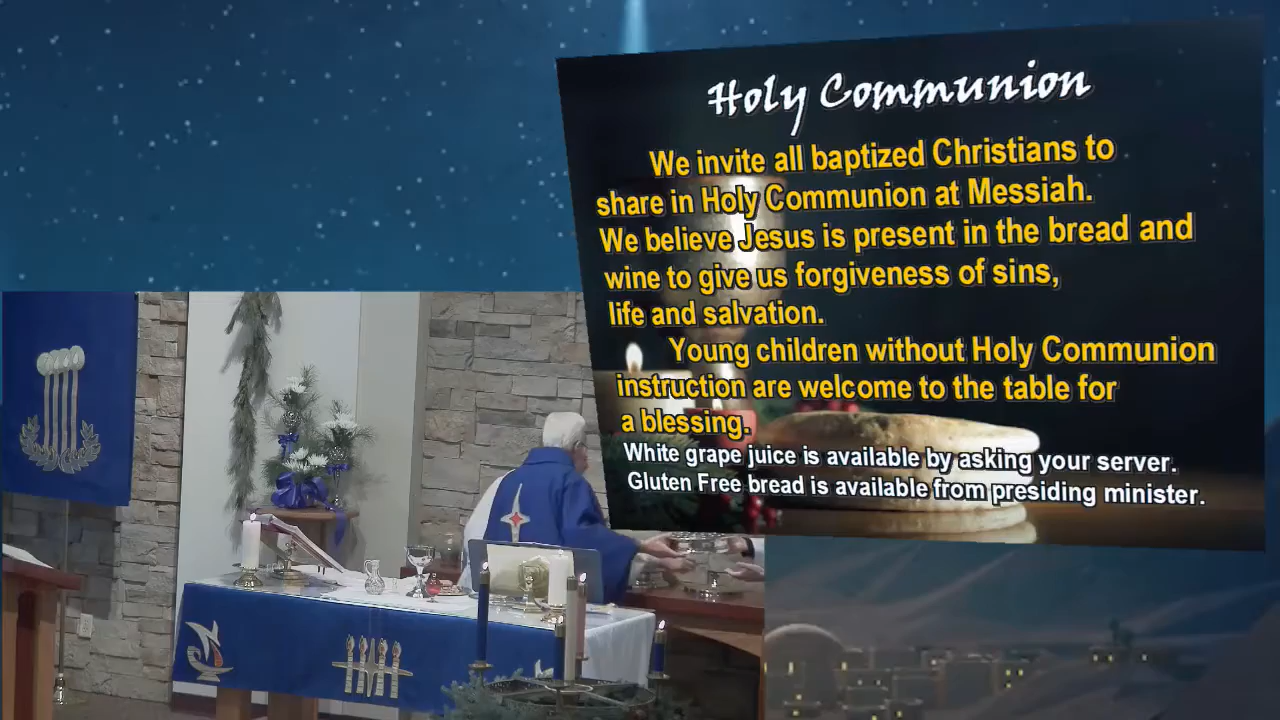 Holy Communion
We invite all baptized Christians to
share in Holy Communion at Messiah.
We believe Jesus is present in the bread and
wine to give us forgiveness of sins,
life and salvation.
Young children without Holy Communion
instruction are welcome to the table for
a blessing.
White grape juice is available by asking your server.
Gluten Free bread is available from presiding minister.